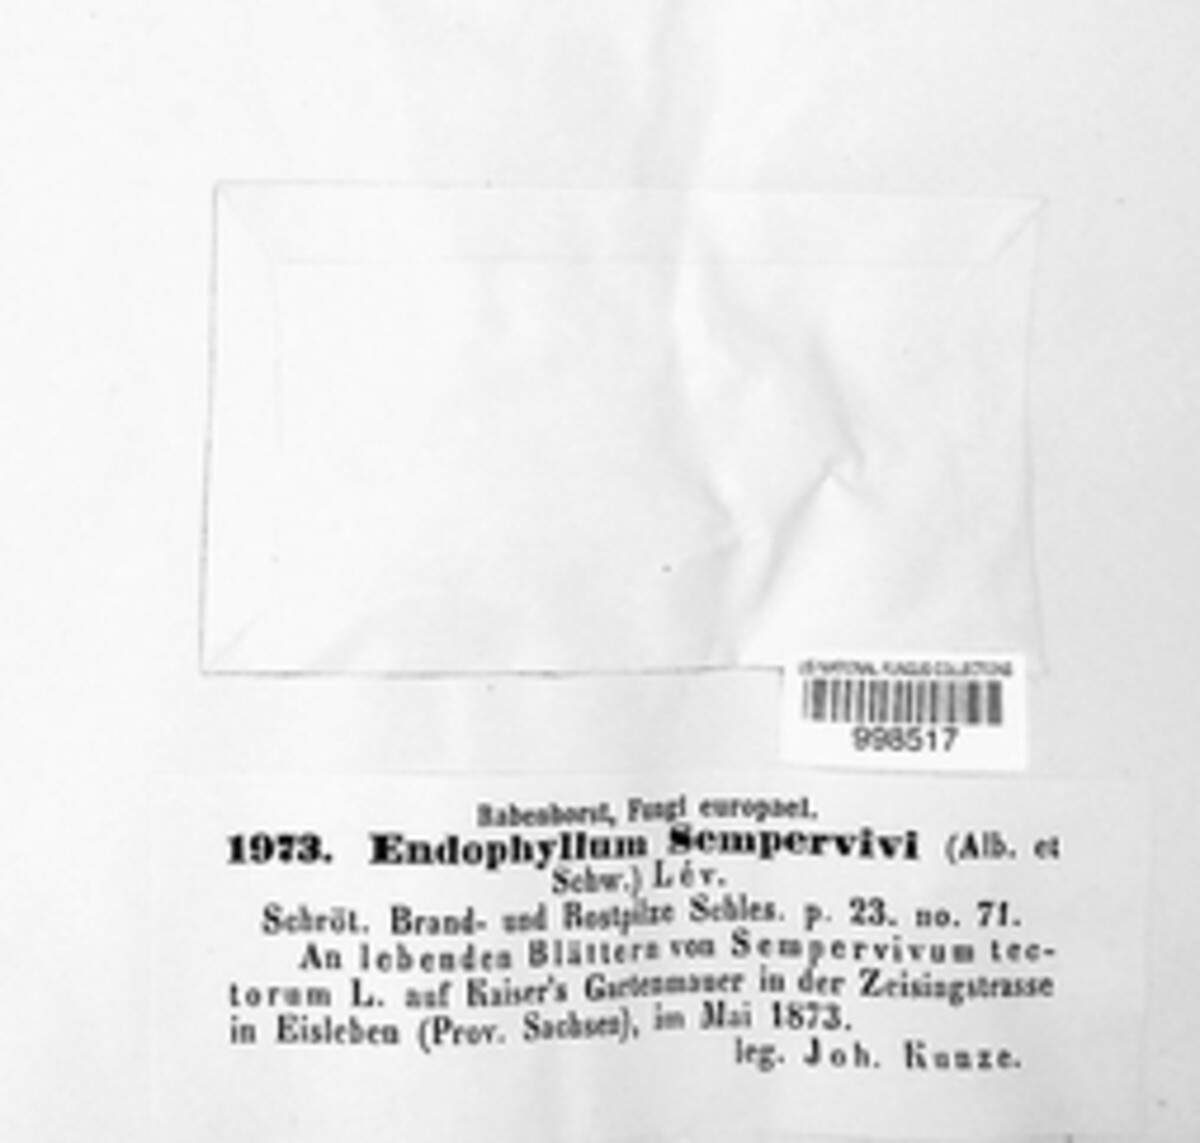 US NATIONAL FUNGUS COLLECTIONS
998517
Rabenhorst, Fungi europaei.
1973. Endophyllum Sempervivi (Alb. et
Schw.) Lév.
Schröt. Brand- und Rostpilze Schles. p. 23. no. 71.
An lebenden Blättern von Sempervivum tec-
torum L. auf Kaiser's Gartenmauer in der Zeisingstrasse
in Eisleben (Prov. Sachsen), im Mai 1873.
leg. Joh. Kunze.